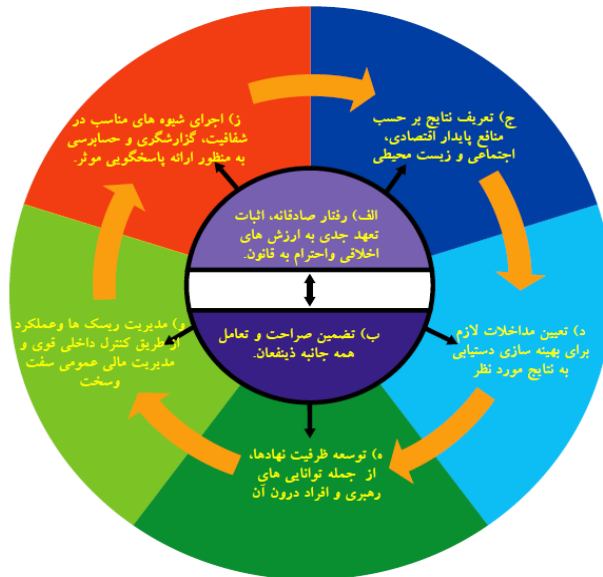 الف) رفتار صادقانه، اثبات
تعهد جدی به ارزش های
اخلاقی واحترام به قانون.
ب) تضمین صراحت و تعامل
همه جانبه ذینفعان.
ج) تعریف نتایج بر حسب
منافع پایدار اقتصادی،
اجتماعی و زیست محیطی
د) تعیین مداخلات لازم
برای بهینه سازی دستیابی
به نتایج مورد نظر
ه) توسعه ظرفیت نهادها،
از جمله توانایی های
رهبری و افراد درون آن
و) مدیریت ریسک ها وعملکرد
از طریق کنترل داخلی قوی و
مدیریت مالی عمومی سفت
وسخت
ز) اجرای شیوه های مناسب در
شفافیت، گزارشگری و حسابرسی
به منظور ارائه پاسخگویی موثر.